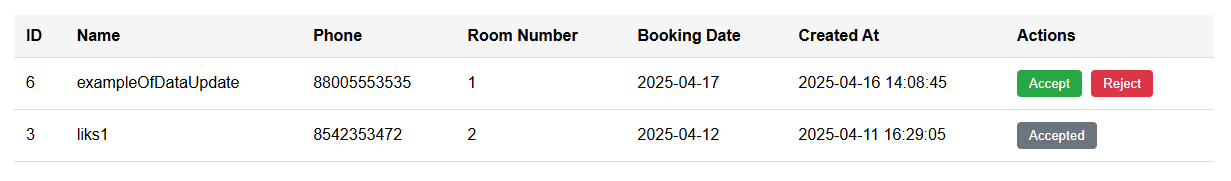 ID Name Phone Room Number Booking Date Created At Actions
6 exampleOfDataUpdate 88005553535 1 2025-04-17 2025-04-16 14:08:45 Accept Reject
3 liks1 8542353472 2 2025-04-12 2025-04-11 16:29:05 Accepted